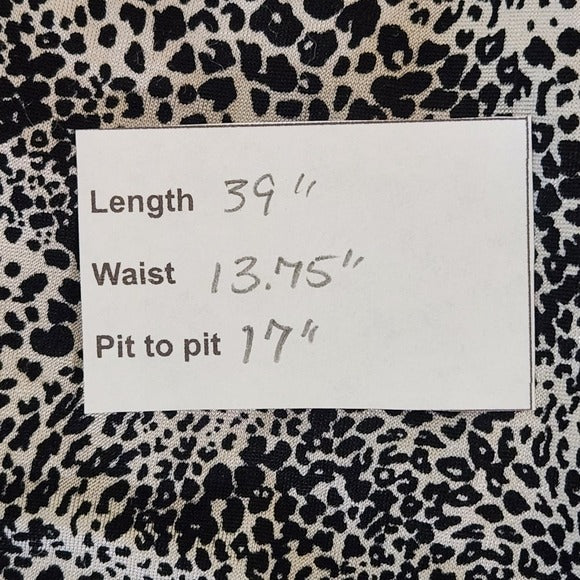 Length 39"
Waist 13.75"
Pit to pit 17"